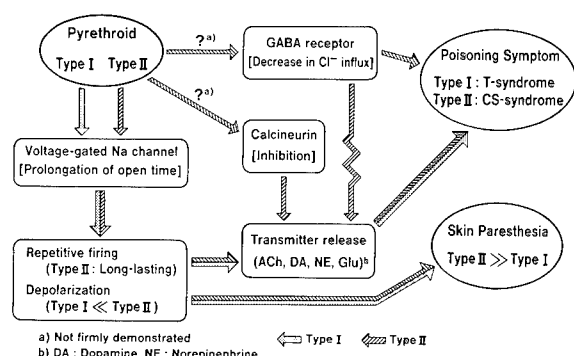 Pyrethroid
Type I Type II
?a)
GABA receptor
[Decrease in Cl⁻ influx]
Poisoning Symptom
Type I : T-syndrome
Type II : CS-syndrome
?a)
Voltage-gated Na channel
[Prolongation of open time]
Calcineurin
[Inhibition]
Repetitive firing
(Type II : Long-lasting)
Depolarization
(Type I ≪ Type II)
Transmitter release
(ACh, DA, NE, Glu)b
Skin Paresthesia
Type II ≫ Type I
a) Not firmly demonstrated
Type I Type II
b) DA : Dopamine, NE : Norepinephrine